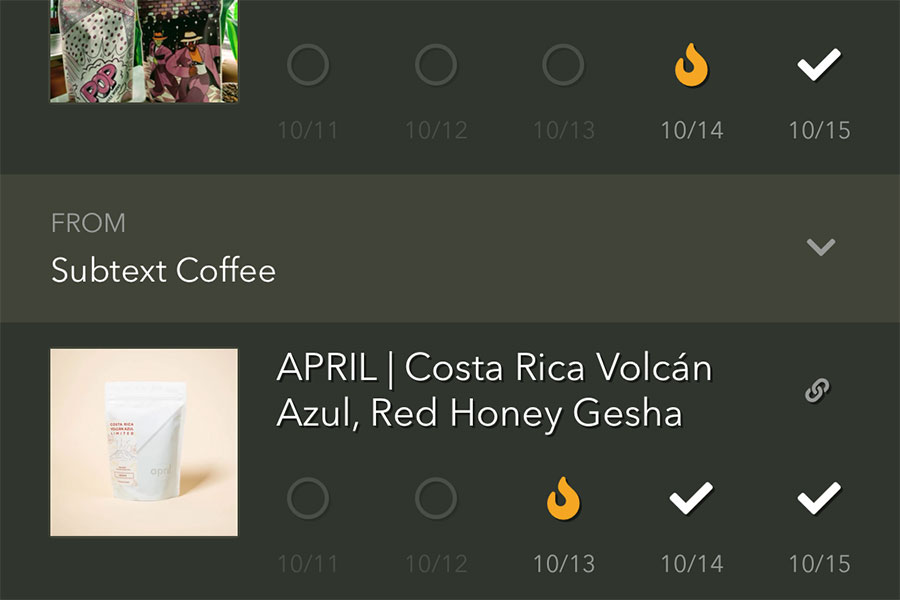 POP
10/11 10/12 10/13 10/14 10/15
FROM
Subtext Coffee
APRIL | Costa Rica Volcán
Azul, Red Honey Gesha
COSTA RICA
VOLCÁN AZUL
LIMITED
april
10/11 10/12 10/13 10/14 10/15